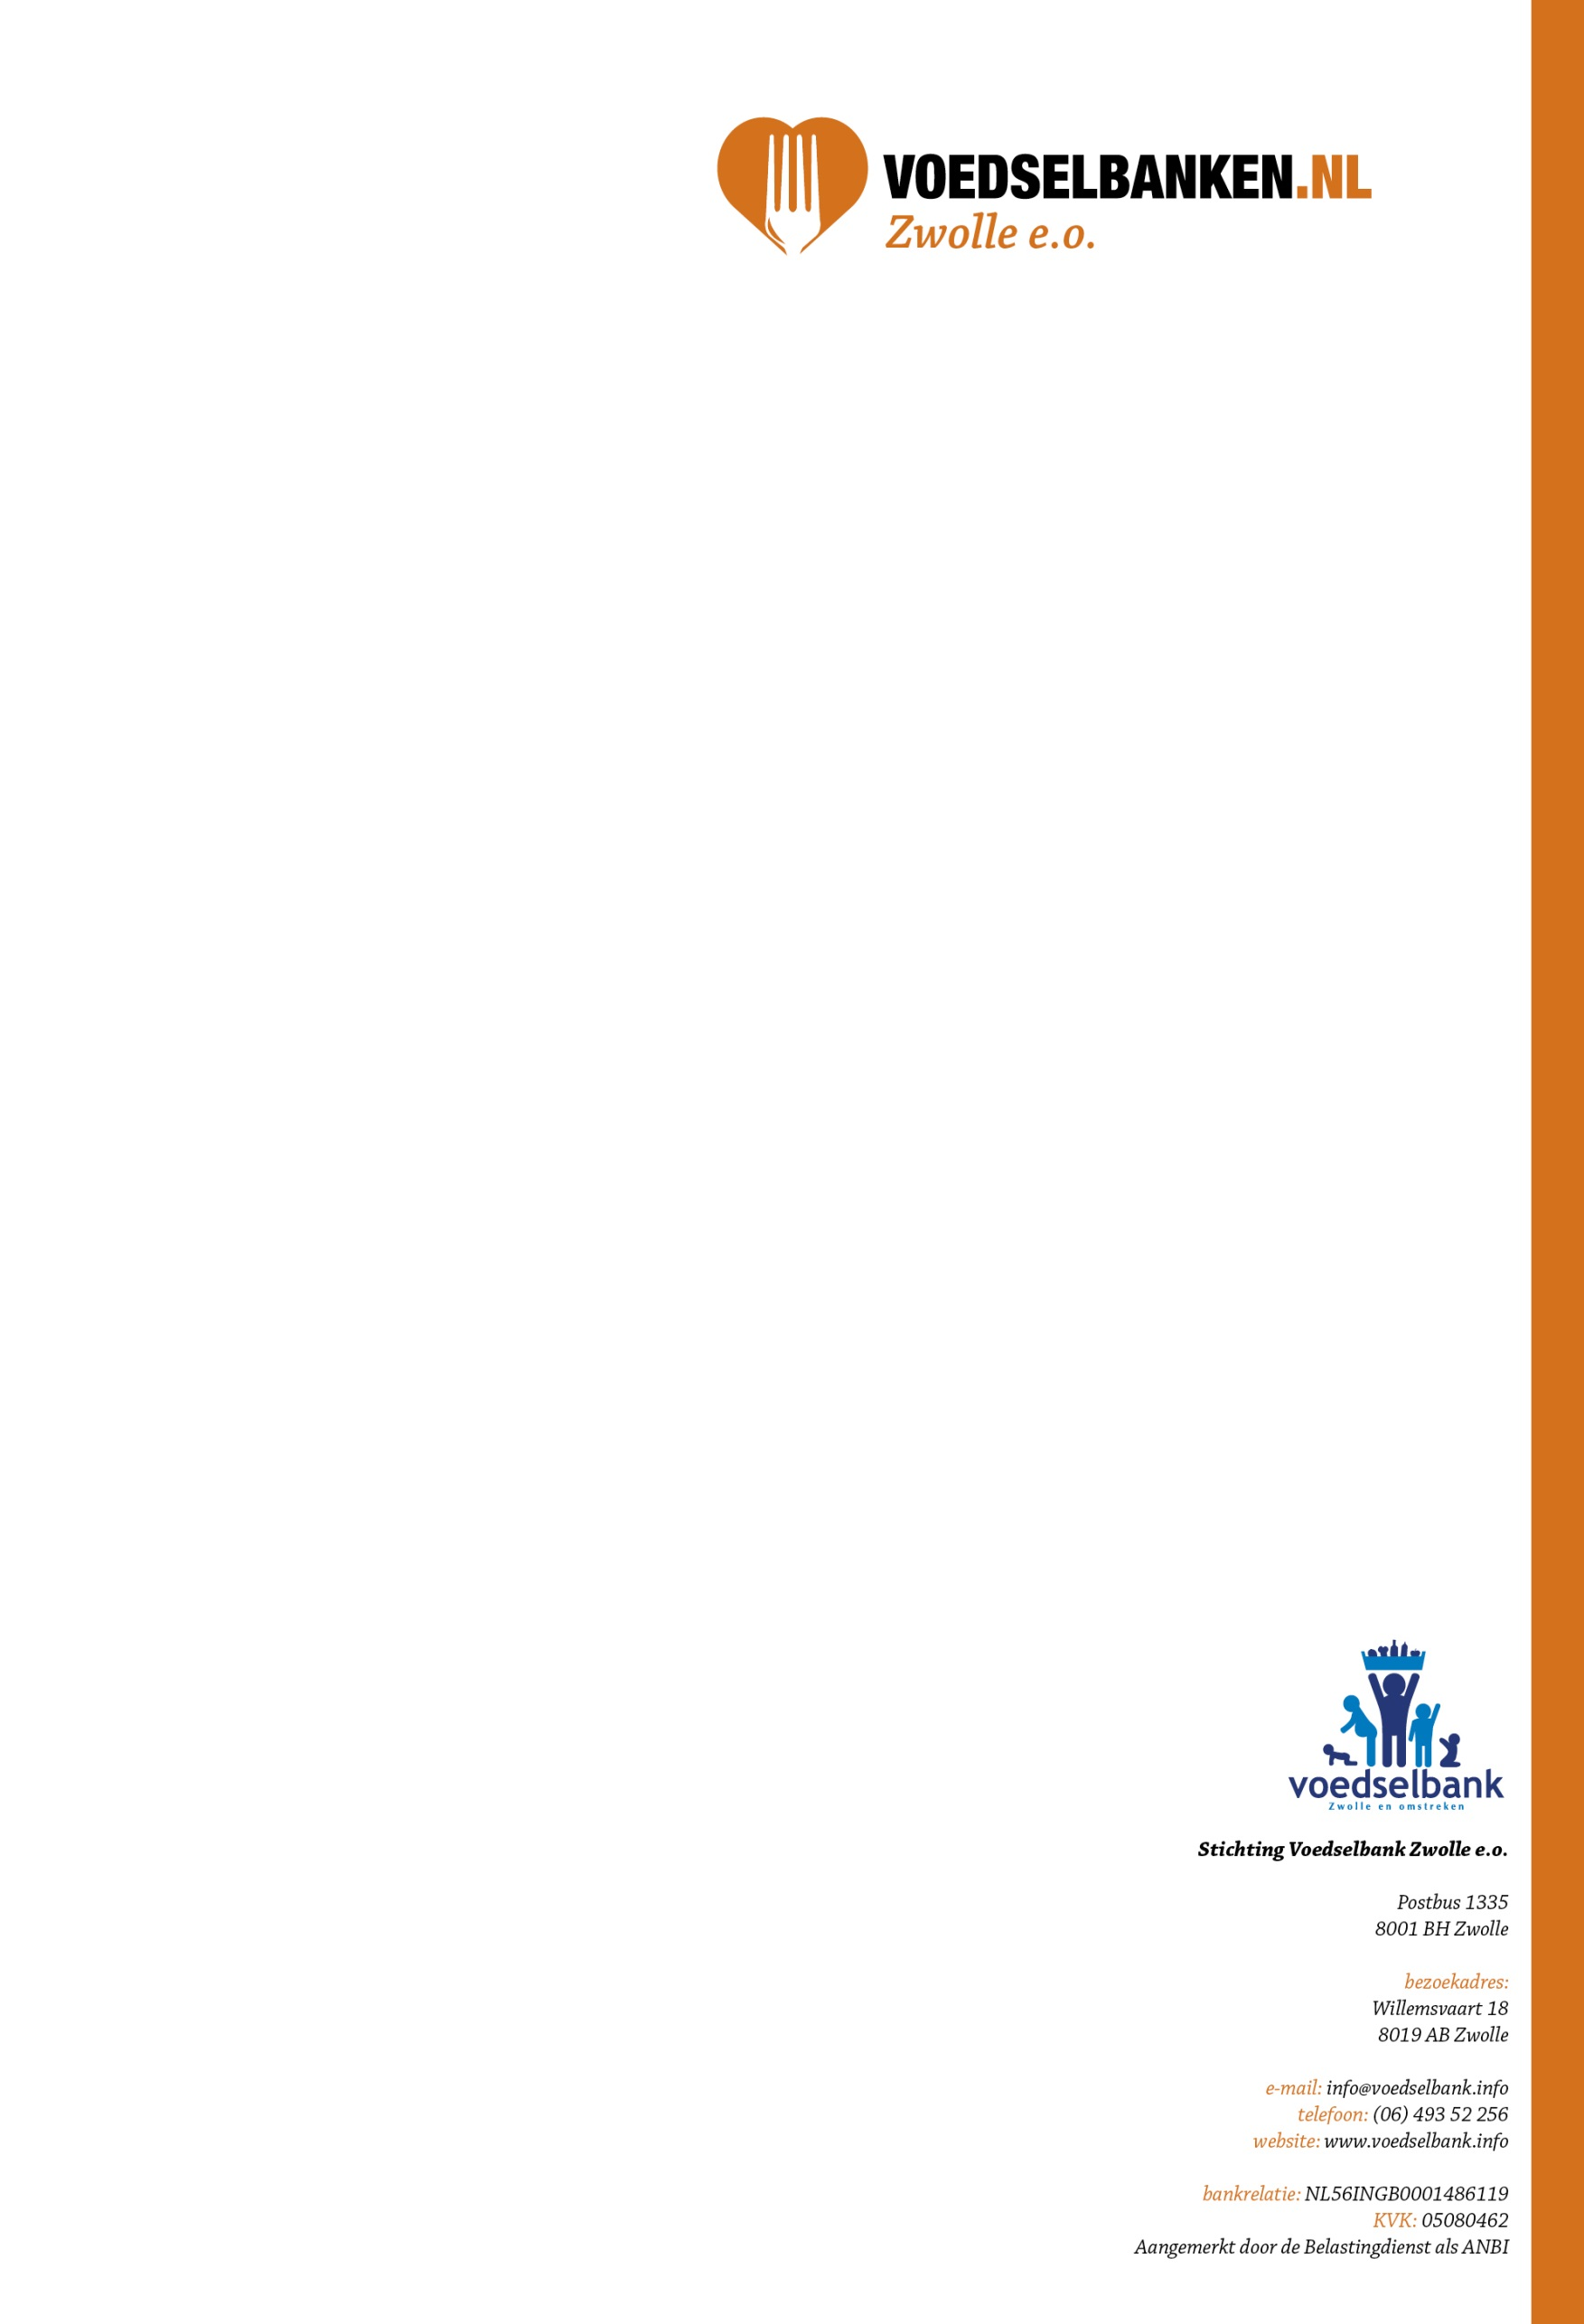 VOEDSELBANKEN.NL
Zwolle e.o.
voedselbank
Zwolle en omstreken
Stichting Voedselbank Zwolle e.o.
Postbus 1335
8001 BH Zwolle
bezoekadres:
Willemsvaart 18
8019 AB Zwolle
e-mail: info@voedselbank.info
telefoon: (06) 493 52 256
website: www.voedselbank.info
bankrelatie: NL56INGB0001486119
KVK: 05080462
Aangemerkt door de Belastingdienst als ANBI